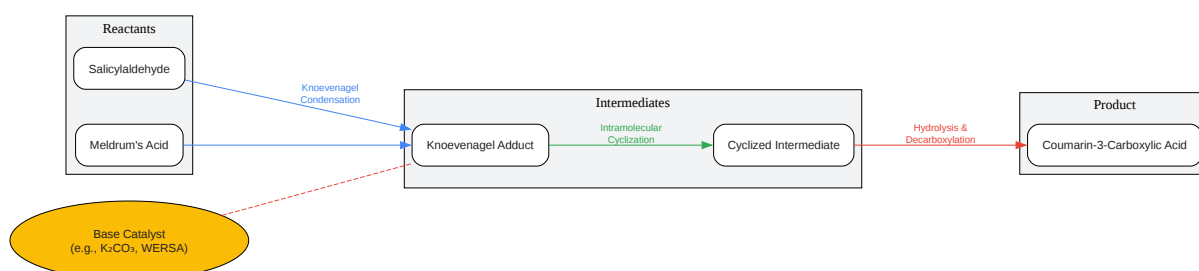 Reactants
Salicylaldehyde
Meldrum's Acid
Knoevenagel
Condensation
Intermediates
Knoevenagel Adduct
Intramolecular
Cyclization
Cyclized Intermediate
Hydrolysis &
Decarboxylation
Product
Coumarin-3-Carboxylic Acid
Base Catalyst
(e.g., K₂CO₃, WERSA)